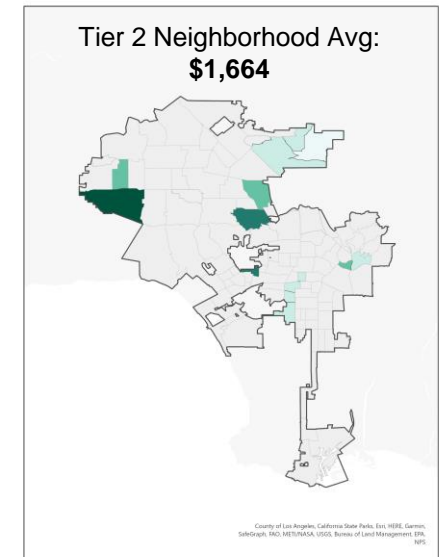 Tier 2 Neighborhood Avg:
$1,664
County of Los Angeles, California State Parks, Esri, HERE, Garmin,
SafeGraph, FAO, METI/NASA, USGS, Bureau of Land Management, EPA,
NPS